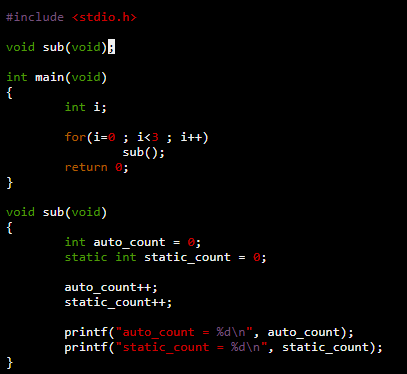 #include <stdio.h>
void sub(void);
int main(void)
{
int i;
for(i=0 ; i<3 ; i++)
sub();
return 0;
}
void sub(void)
{
int auto_count = 0;
static int static_count = 0;
auto_count++;
static_count++;
printf("auto_count = %d\n", auto_count);
printf("static_count = %d\n", static_count);
}